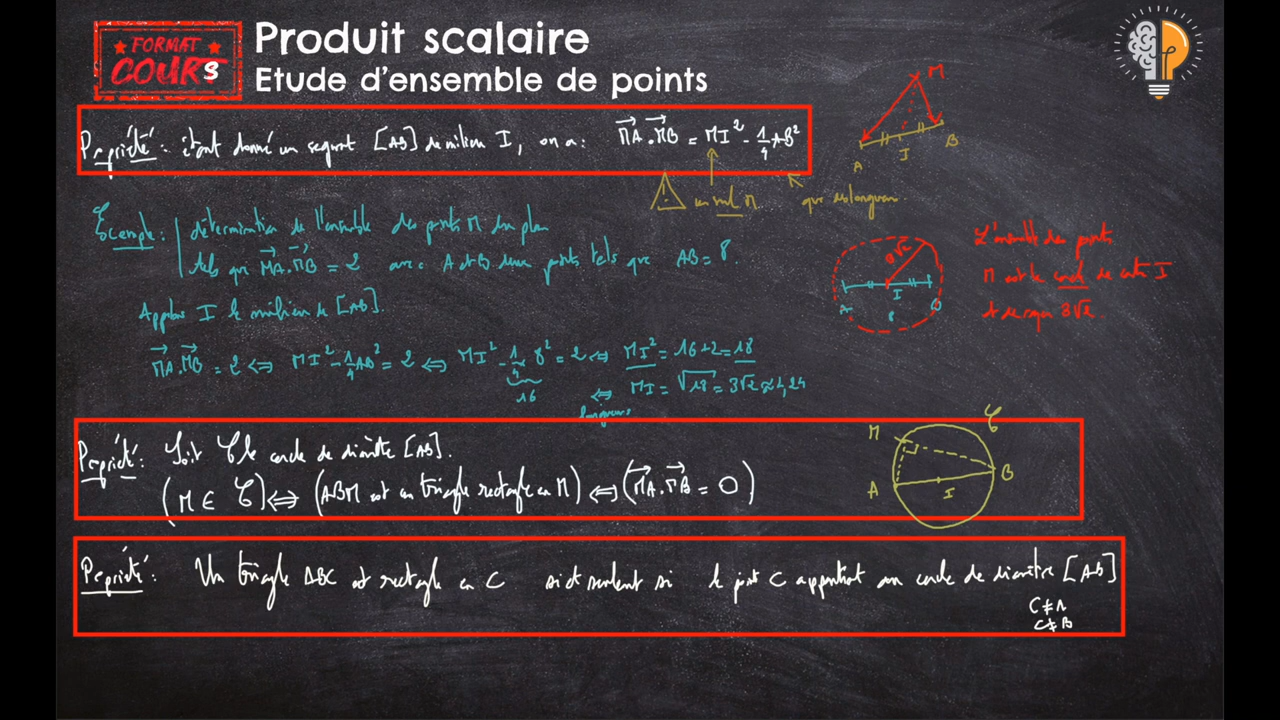 FORMAT
COURS
Produit scalaire
Etude d'ensemble de points
M
A
I
B
Propriété : étant donné un segment [AB] de milieu I, on a : MA⃗.MB⃗ = MI² - 1/4 AB²
! un seul M.
que des longueurs
Exemple : détermination de l'ensemble des points M du plan
tels que MA⃗.MB⃗ = 2 avec A et B deux points tels que AB = 8.
Appelons I le milieu de [AB].
MA⃗.MB⃗ = 2 ⇔ MI² - 1/4 AB² = 2 ⇔ MI² - 1/4 8² = 2 ⇔ MI² = 16+2 = 18
16
⇔ MI = √18 = 3√2 ≈ 4,24
longueurs
3√2
A
I
8
L'ensemble des points
M est le cercle de centre I
et de rayon 3√2.
Propriété : Soit C le cercle de diamètre [AB].
(M ∈ C) ⇔ (ABM est un triangle rectangle en M) ⇔ (MA⃗.MB⃗ = 0)
C
M
A
I
B
Propriété : Un triangle ABC est rectangle en C si et seulement si le point C appartient au cercle de diamètre [AB]
C≠A
C≠B